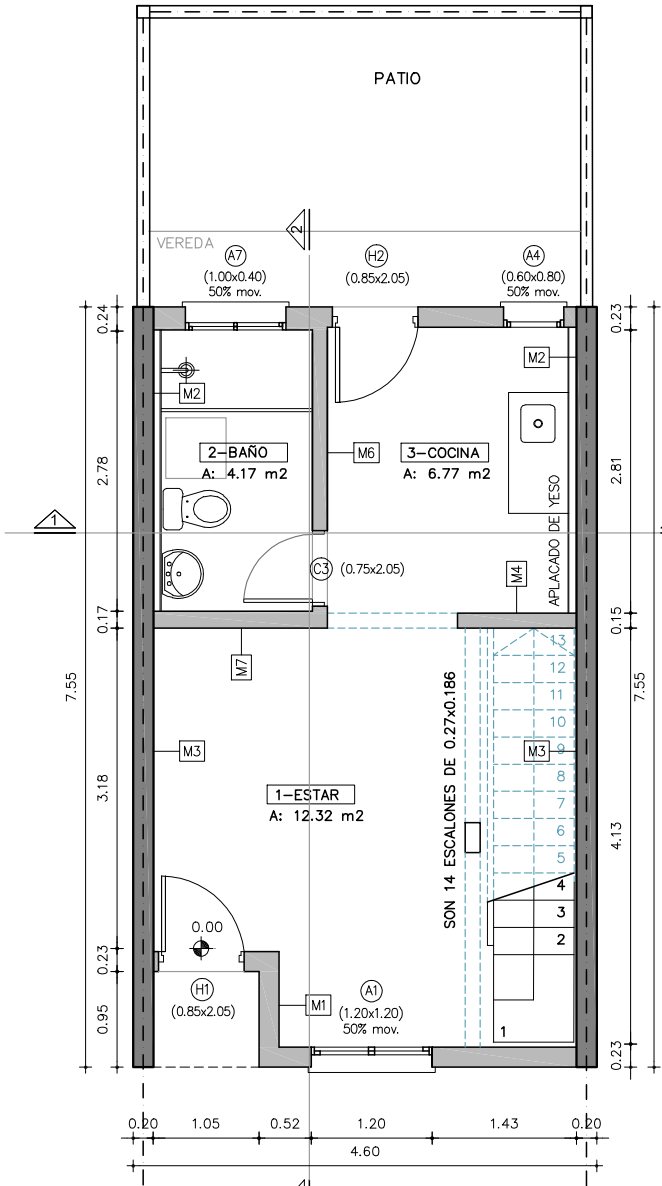 PATIO
VEREDA
2
A7
(1.00x0.40)
50% mov.
H2
(0.85x2.05)
A4
(0.60x0.80)
50% mov.
0.24
0.23
M2
M2
2-BAÑO
A: 4.17 m2
M6
3-COCINA
A: 6.77 m2
2.78
2.81
APLACADO DE YESO
1
C3 (0.75x2.05)
M4
0.17
0.15
M7
7.55
7.55
13
12
11
10
9
8
7
6
5
4
3
2
1
M3
M3
SON 14 ESCALONES DE 0.27x0.186
1-ESTAR
A: 12.32 m2
3.18
4.13
0.00
0.23
H1
(0.85x2.05)
M1
A1
(1.20x1.20)
50% mov.
0.95
0.23
0.20
1.05
0.52
1.20
1.43
0.20
4.60